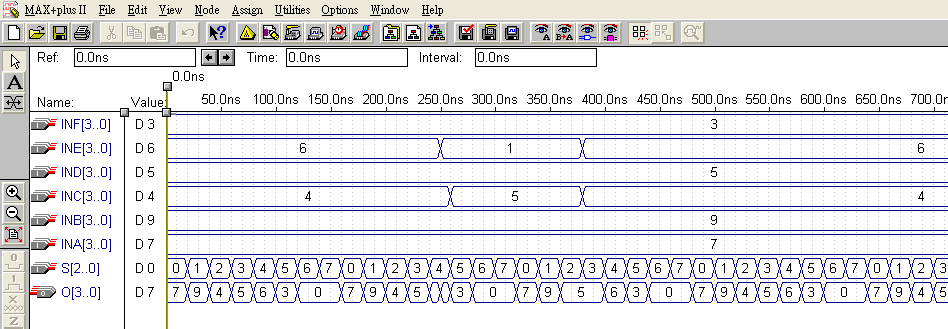 MAX+plus II File Edit View Node Assign Utilities Options Window Help
Ref: 0.0ns Time: 0.0ns Interval: 0.0ns
A
0.0ns
Name: Value: 50.0ns 100.0ns 150.0ns 200.0ns 250.0ns 300.0ns 350.0ns 400.0ns 450.0ns 500.0ns 550.0ns 600.0ns 650.0ns 700.0
INF[3..0] D 3 3
INE[3..0] D 6 6 1 6
IND[3..0] D 5 5
INC[3..0] D 4 4 5 4
INB[3..0] D 9 9
INA[3..0] D 7 7
S[2..0] D 0 0 1 2 3 4 5 6 7 0 1 2 3 4 5 6 7 0 1 2 3 4 5 6 7 0 1 2 3 4 5 6 7 0 1 2 3
O[3..0] D 7 7 9 4 5 6 3 0 7 9 4 5 3 0 7 9 5 6 3 0 7 9 4 5 6 3 0 7 9 4 5